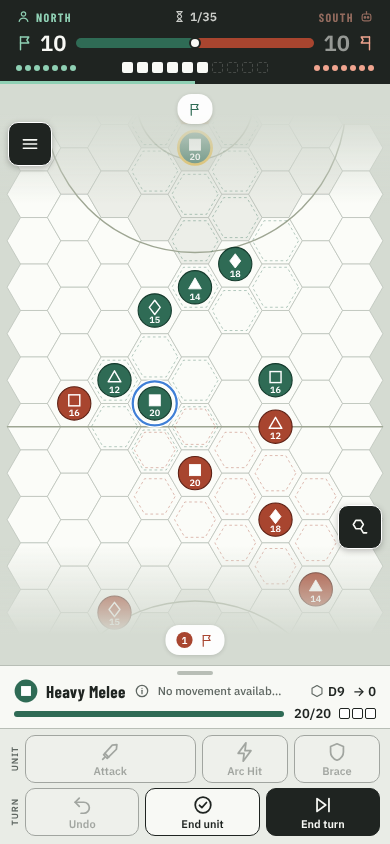 NORTH
1/35
SOUTH
10
10
20
18
14
15
12
16
16
20
12
20
18
14
15
1
Heavy Melee
No movement availab...
D9
→ 0
20/20
UNIT
Attack
Arc Hit
Brace
TURN
Undo
End unit
End turn